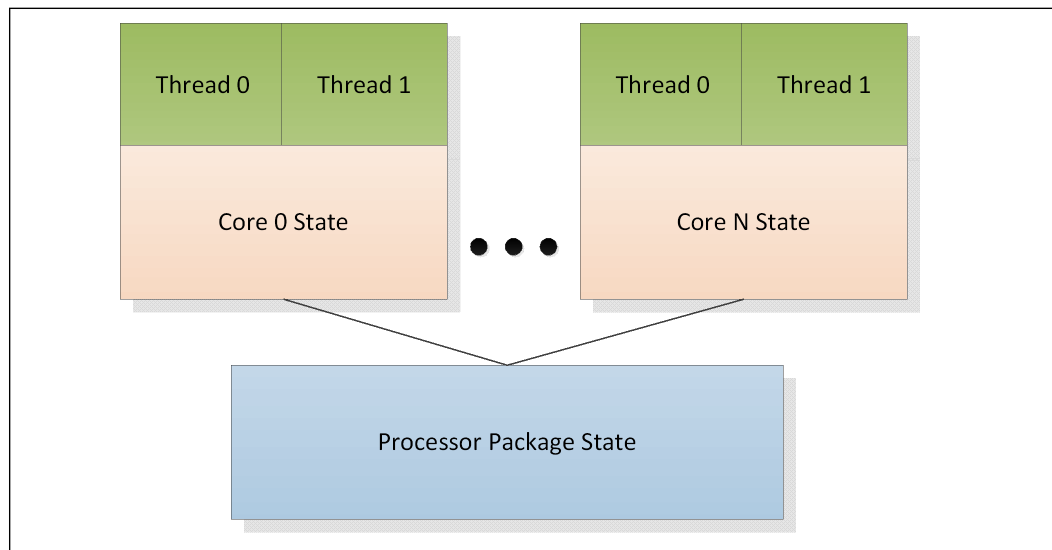 Thread 0
Thread 1
Thread 0
Thread 1
Core 0 State
Core N State
Processor Package State